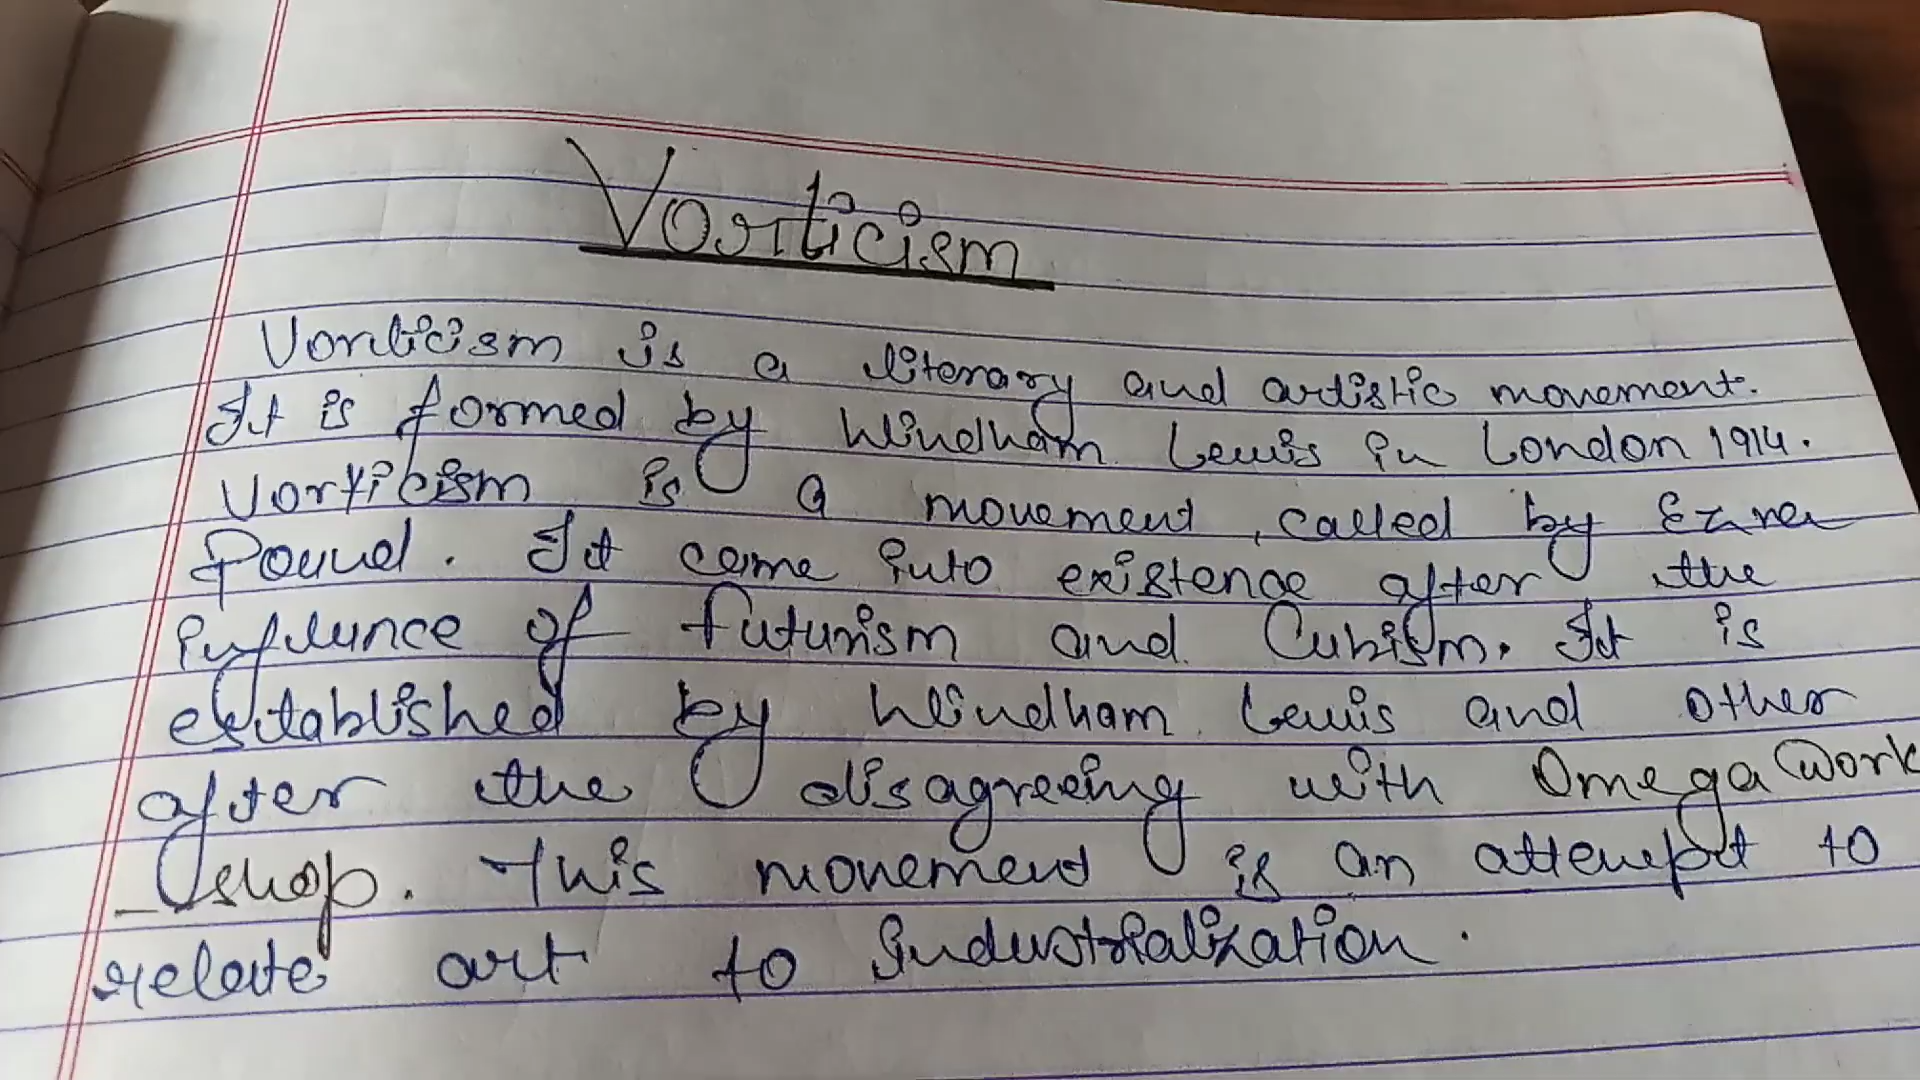 Vorticism
Vorticism is a literary and artistic movement.
It is formed by Windham Lewis in London 1914.
Vorticism is a movement, called by Ezra
Pound. It came into existence after the
influnce of futurism and Cubism. It is
established by Windham Lewis and other
after the disagreeing with Omega Work
_shop. This movement is an attempt to
relate art to Industrialization.